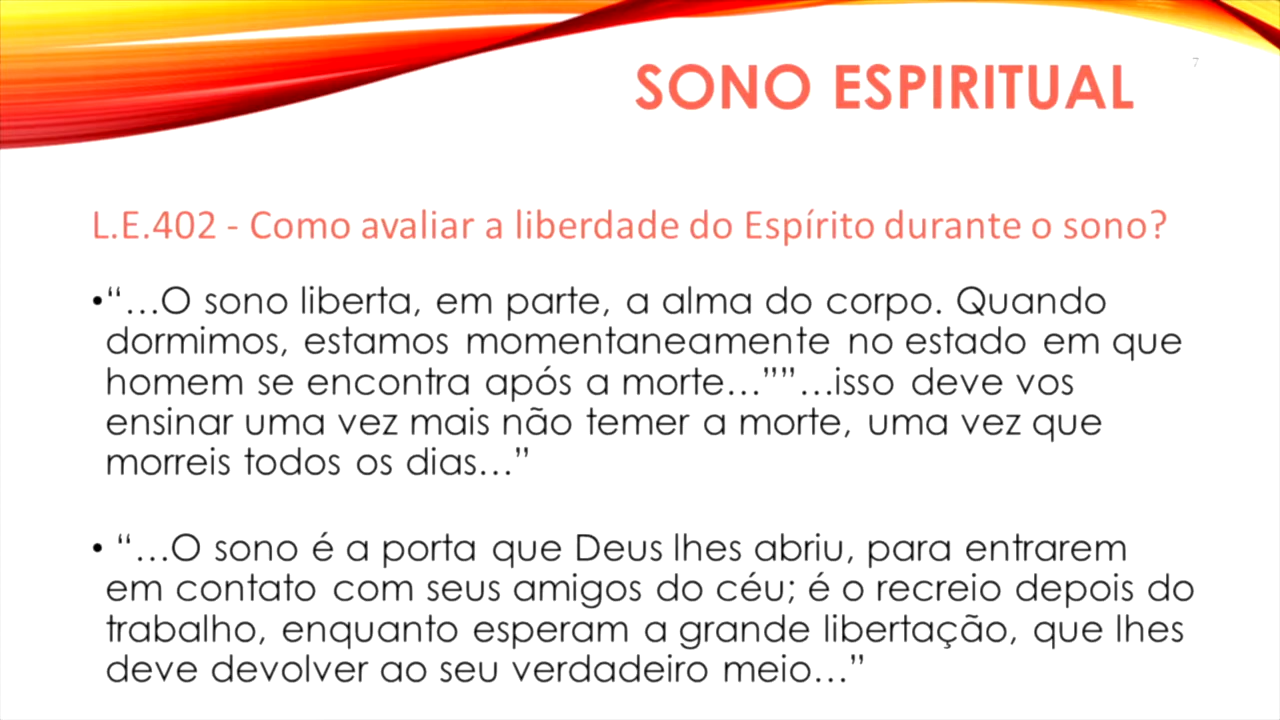 SONO ESPIRITUAL
7
L.E.402 - Como avaliar a liberdade do Espírito durante o sono?
•“...O sono liberta, em parte, a alma do corpo. Quando
dormimos, estamos momentaneamente no estado em que
homem se encontra após a morte...””...isso deve vos
ensinar uma vez mais não temer a morte, uma vez que
morreis todos os dias...”
• “...O sono é a porta que Deus lhes abriu, para entrarem
em contato com seus amigos do céu; é o recreio depois do
trabalho, enquanto esperam a grande libertação, que lhes
deve devolver ao seu verdadeiro meio...”